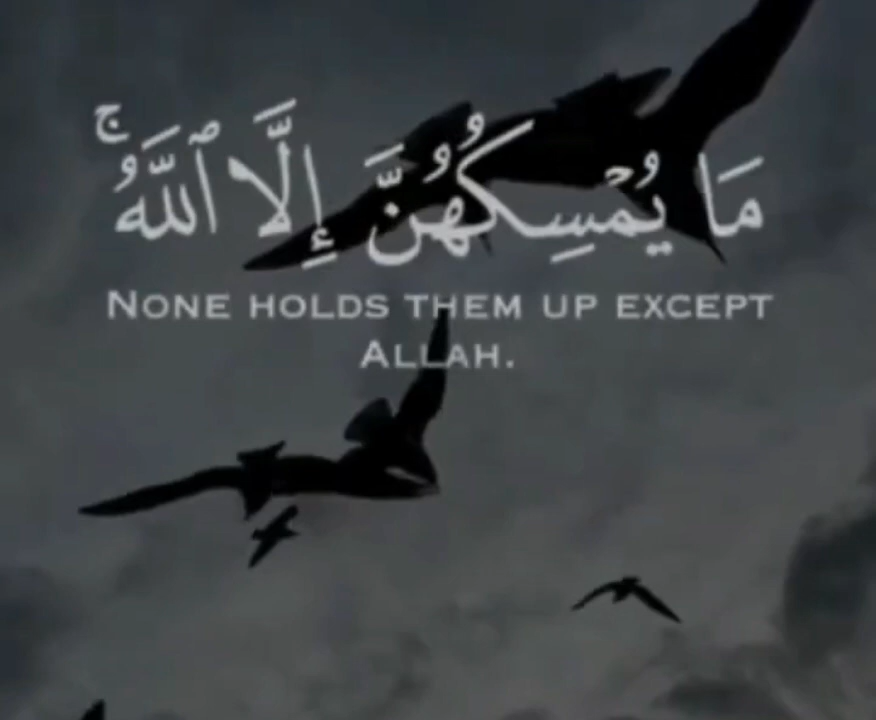 مَا يُمْسِكُهُنَّ إِلَّا ٱللَّهُ ۚ
NONE HOLDS THEM UP EXCEPT
ALLAH.